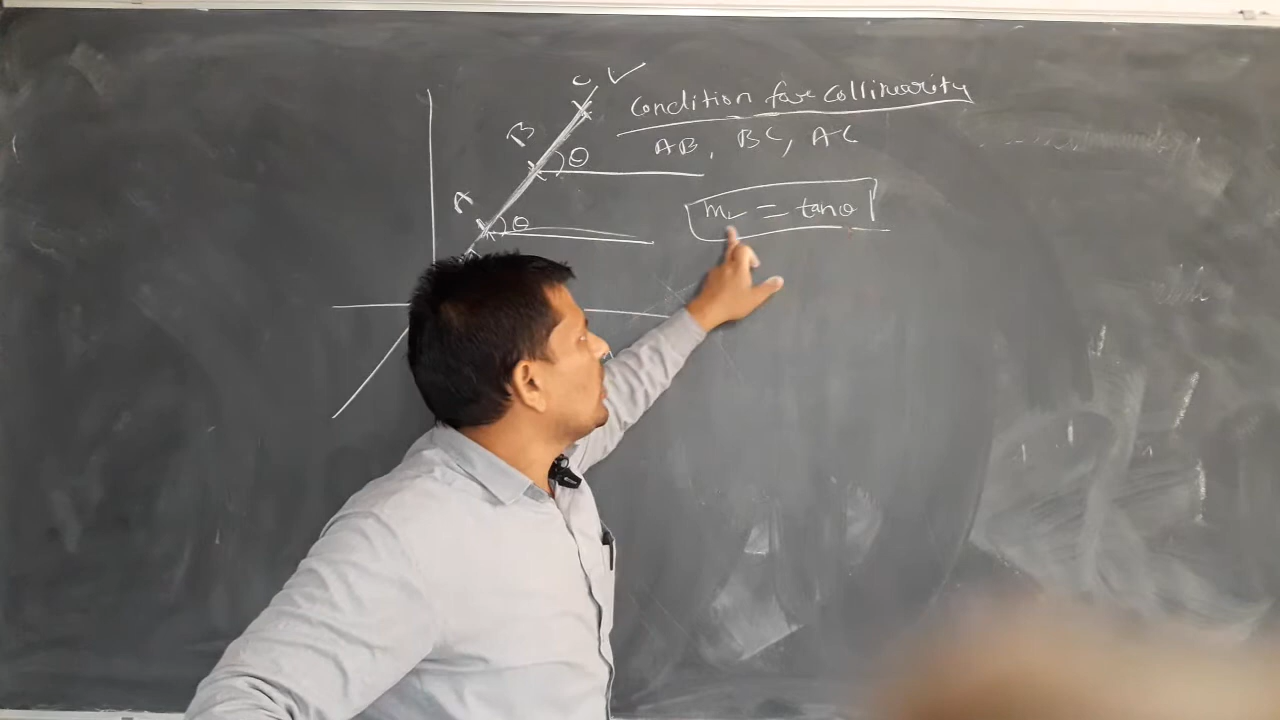 C ✓
Condition for collinearity
B
AB, BC, AC
θ
A
m = tanθ
θ